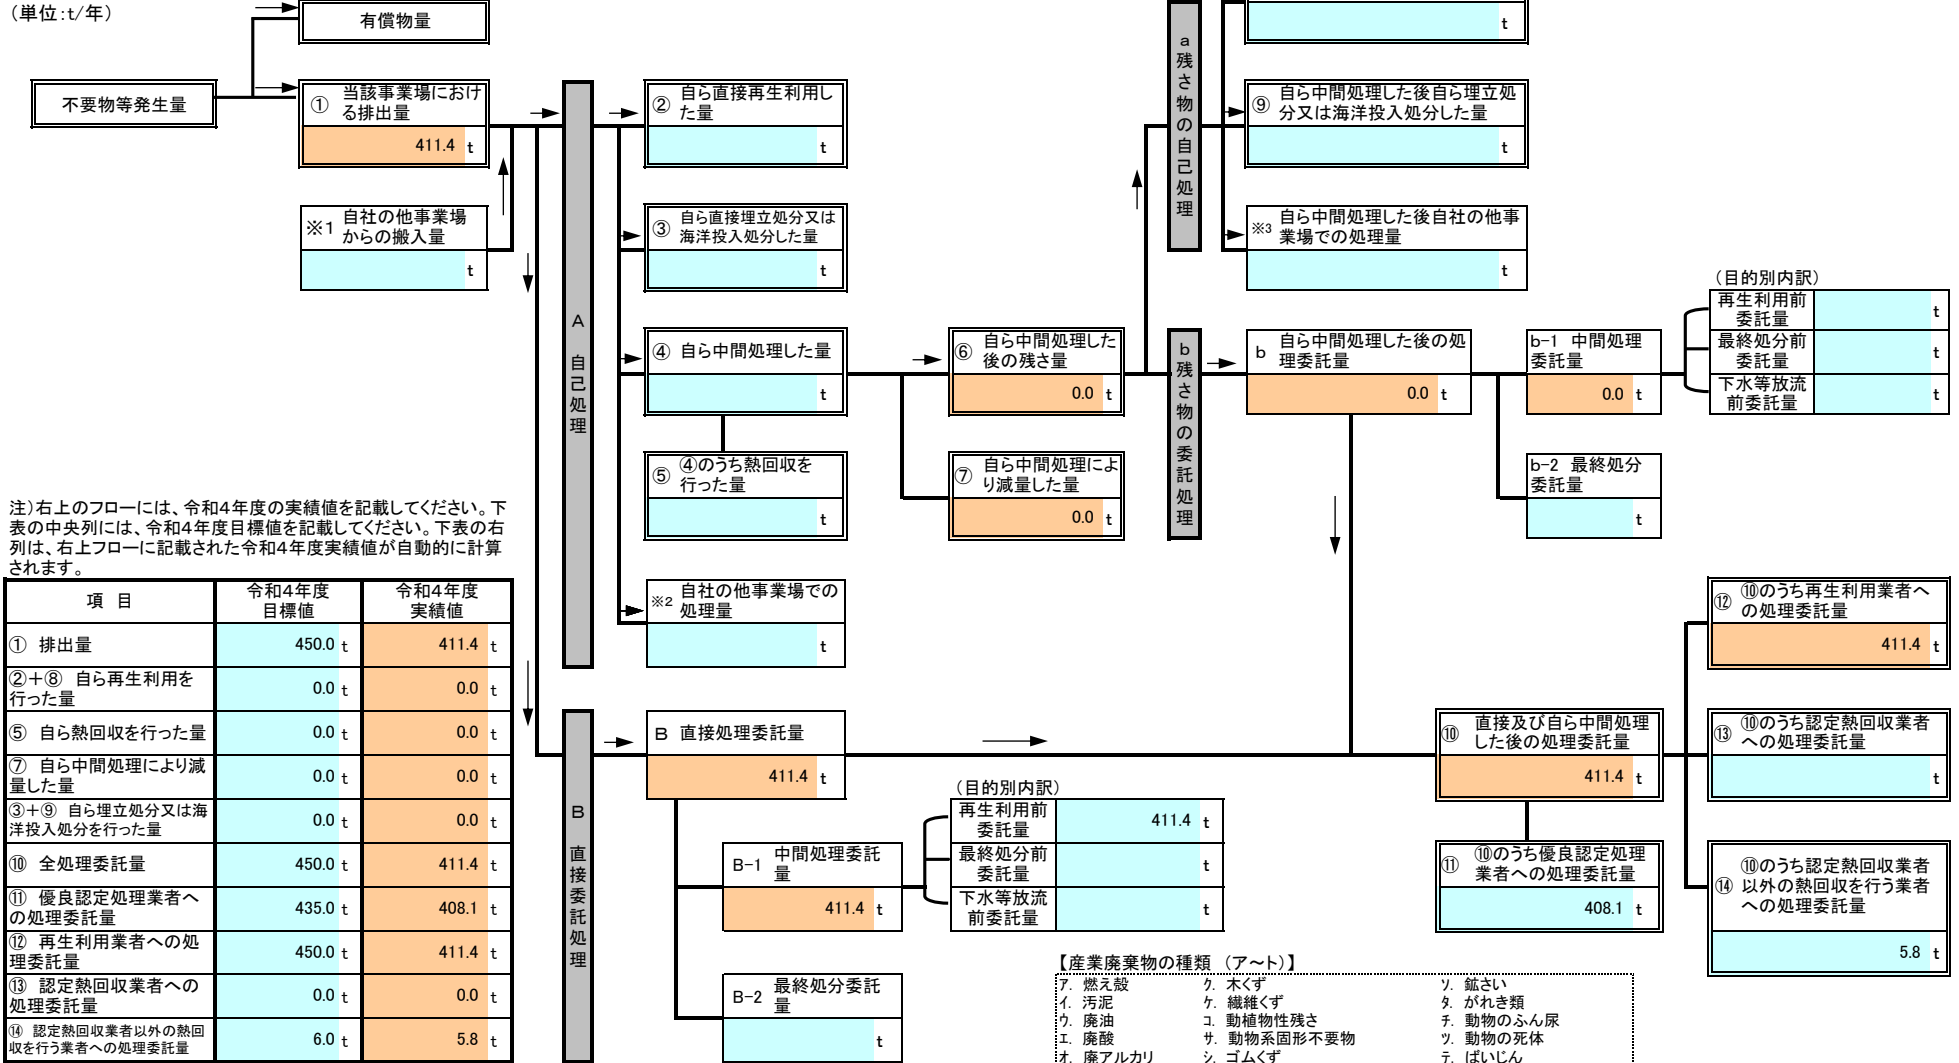 (単位:t/年)
有償物量
不要物等発生量
① 当該事業場におけ
る排出量
411.4 t
※1 自社の他事業場
からの搬入量
t
A 自己処理
② 自ら直接再生利用し
た量
t
③ 自ら直接埋立処分又は
海洋投入処分した量
t
④ 自ら中間処理した量
t
⑤ ④のうち熱回収を
行った量
t
※2 自社の他事業場での
処理量
t
⑥ 自ら中間処理した
後の残さ量
0.0 t
⑦ 自ら中間処理によ
り減量した量
0.0 t
a 残さ物の自己処理
t
⑨ 自ら中間処理した後自ら埋立処
分又は海洋投入処分した量
t
※3 自ら中間処理した後自社の他事
業場での処理量
t
b 残さ物の委託処理
b 自ら中間処理した後の処
理委託量
0.0 t
b-1 中間処理
委託量
0.0 t
b-2 最終処分
委託量
t
(目的別内訳)
再生利用前
委託量
t
最終処分前
委託量
t
下水等放流
前委託量
t
注)右上のフローには、令和4年度の実績値を記載してください。下
表の中央列には、令和4年度目標値を記載してください。下表の右
列は、右上フローに記載された令和4年度実績値が自動的に計算
されます。
項 目
令和4年度
目標値
令和4年度
実績値
① 排出量 450.0 t 411.4 t
②+⑧ 自ら再生利用を
行った量 0.0 t 0.0 t
⑤ 自ら熱回収を行った量 0.0 t 0.0 t
⑦ 自ら中間処理により減
量した量 0.0 t 0.0 t
③+⑨ 自ら埋立処分又は海
洋投入処分を行った量 0.0 t 0.0 t
⑩ 全処理委託量 450.0 t 411.4 t
⑪ 優良認定処理業者へ
の処理委託量 435.0 t 408.1 t
⑫ 再生利用業者への処
理委託量 450.0 t 411.4 t
⑬ 認定熱回収業者への
処理委託量 0.0 t 0.0 t
⑭ 認定熱回収業者以外の熱回
収を行う業者への処理委託量 6.0 t 5.8 t
B 直接委託処理
B 直接処理委託量
411.4 t
B-1 中間処理委託
量
411.4 t
B-2 最終処分委託
量
t
(目的別内訳)
再生利用前
委託量
411.4 t
最終処分前
委託量
t
下水等放流
前委託量
t
⑩ 直接及び自ら中間処理
した後の処理委託量
411.4 t
⑪ ⑩のうち優良認定処理
業者への処理委託量
408.1 t
⑫ ⑩のうち再生利用業者へ
の処理委託量
411.4 t
⑬ ⑩のうち認定熱回収業者
への処理委託量
t
⑭ ⑩のうち認定熱回収業者
以外の熱回収を行う業者
への処理委託量
5.8 t
【産業廃棄物の種類 (ア~ト)】
ア. 燃え殻 ク. 木くず ソ. 鉱さい
イ. 汚泥 ケ. 繊維くず タ. がれき類
ウ. 廃油 コ. 動植物性残さ チ. 動物のふん尿
エ. 廃酸 サ. 動物系固形不要物 ツ. 動物の死体
オ. 廃アルカリ シ. ゴムくず テ. ばいじん